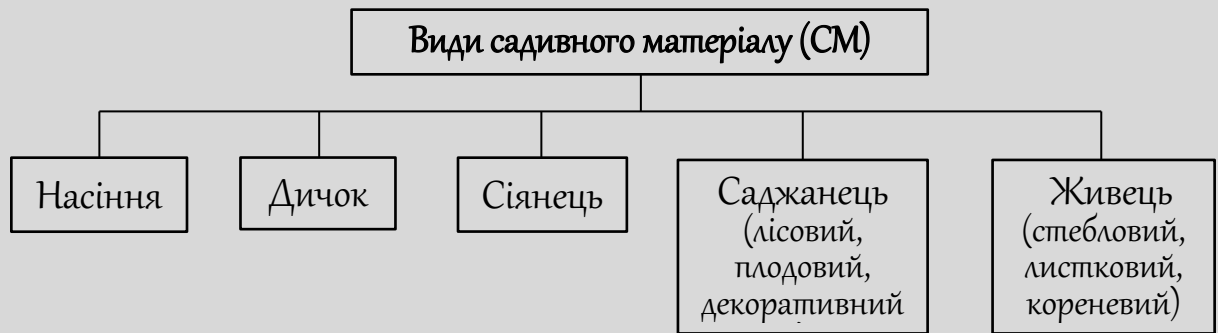 Види садивного матеріалу (СМ)
Насіння
Дичок
Сіянець
Саджанець
(лісовий,
плодовий,
декоративний
Живець
(стебловий,
листковий,
кореневий)